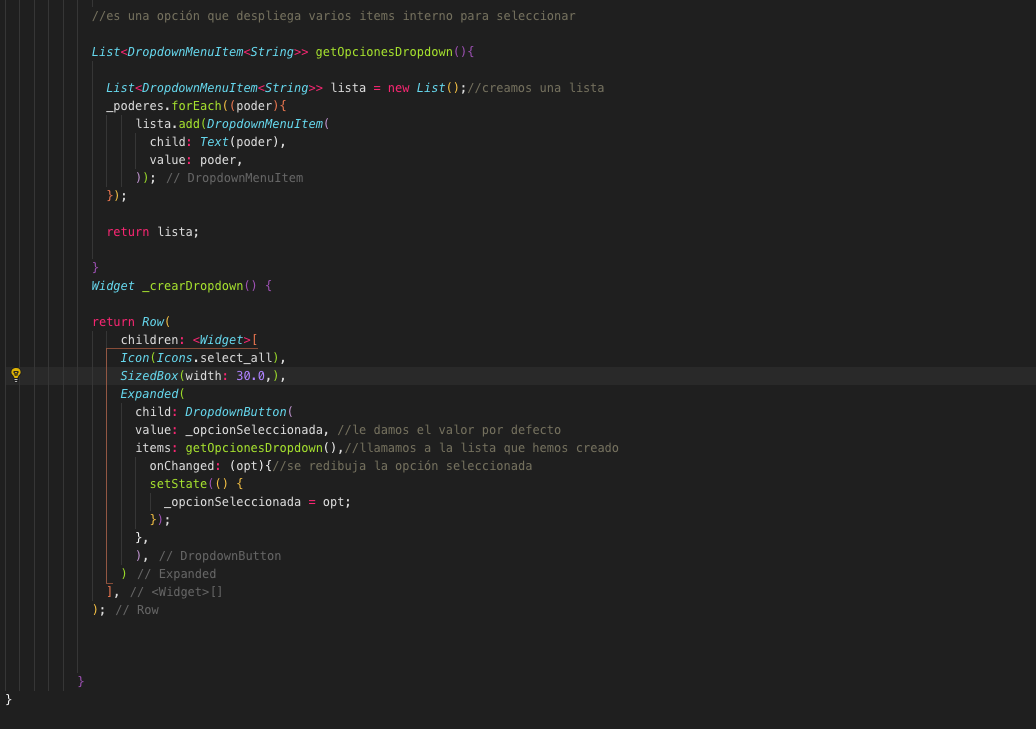 //es una opción que despliega varios items interno para seleccionar
List<DropdownMenuItem<String>> getOpcionesDropdown(){
List<DropdownMenuItem<String>> lista = new List();//creamos una lista
_poderes.forEach((poder){
lista.add(DropdownMenuItem(
child: Text(poder),
value: poder,
)); // DropdownMenuItem
});
return lista;
}
Widget _crearDropdown() {
return Row(
children: <Widget>[
Icon(Icons.select_all),
SizedBox(width: 30.0,),
Expanded(
child: DropdownButton(
value: _opcionSeleccionada, //le damos el valor por defecto
items: getOpcionesDropdown(),//llamamos a la lista que hemos creado
onChanged: (opt){//se redibuja la opción seleccionada
setState(() {
_opcionSeleccionada = opt;
});
},
), // DropdownButton
) // Expanded
], // <Widget>[]
); // Row
}
}